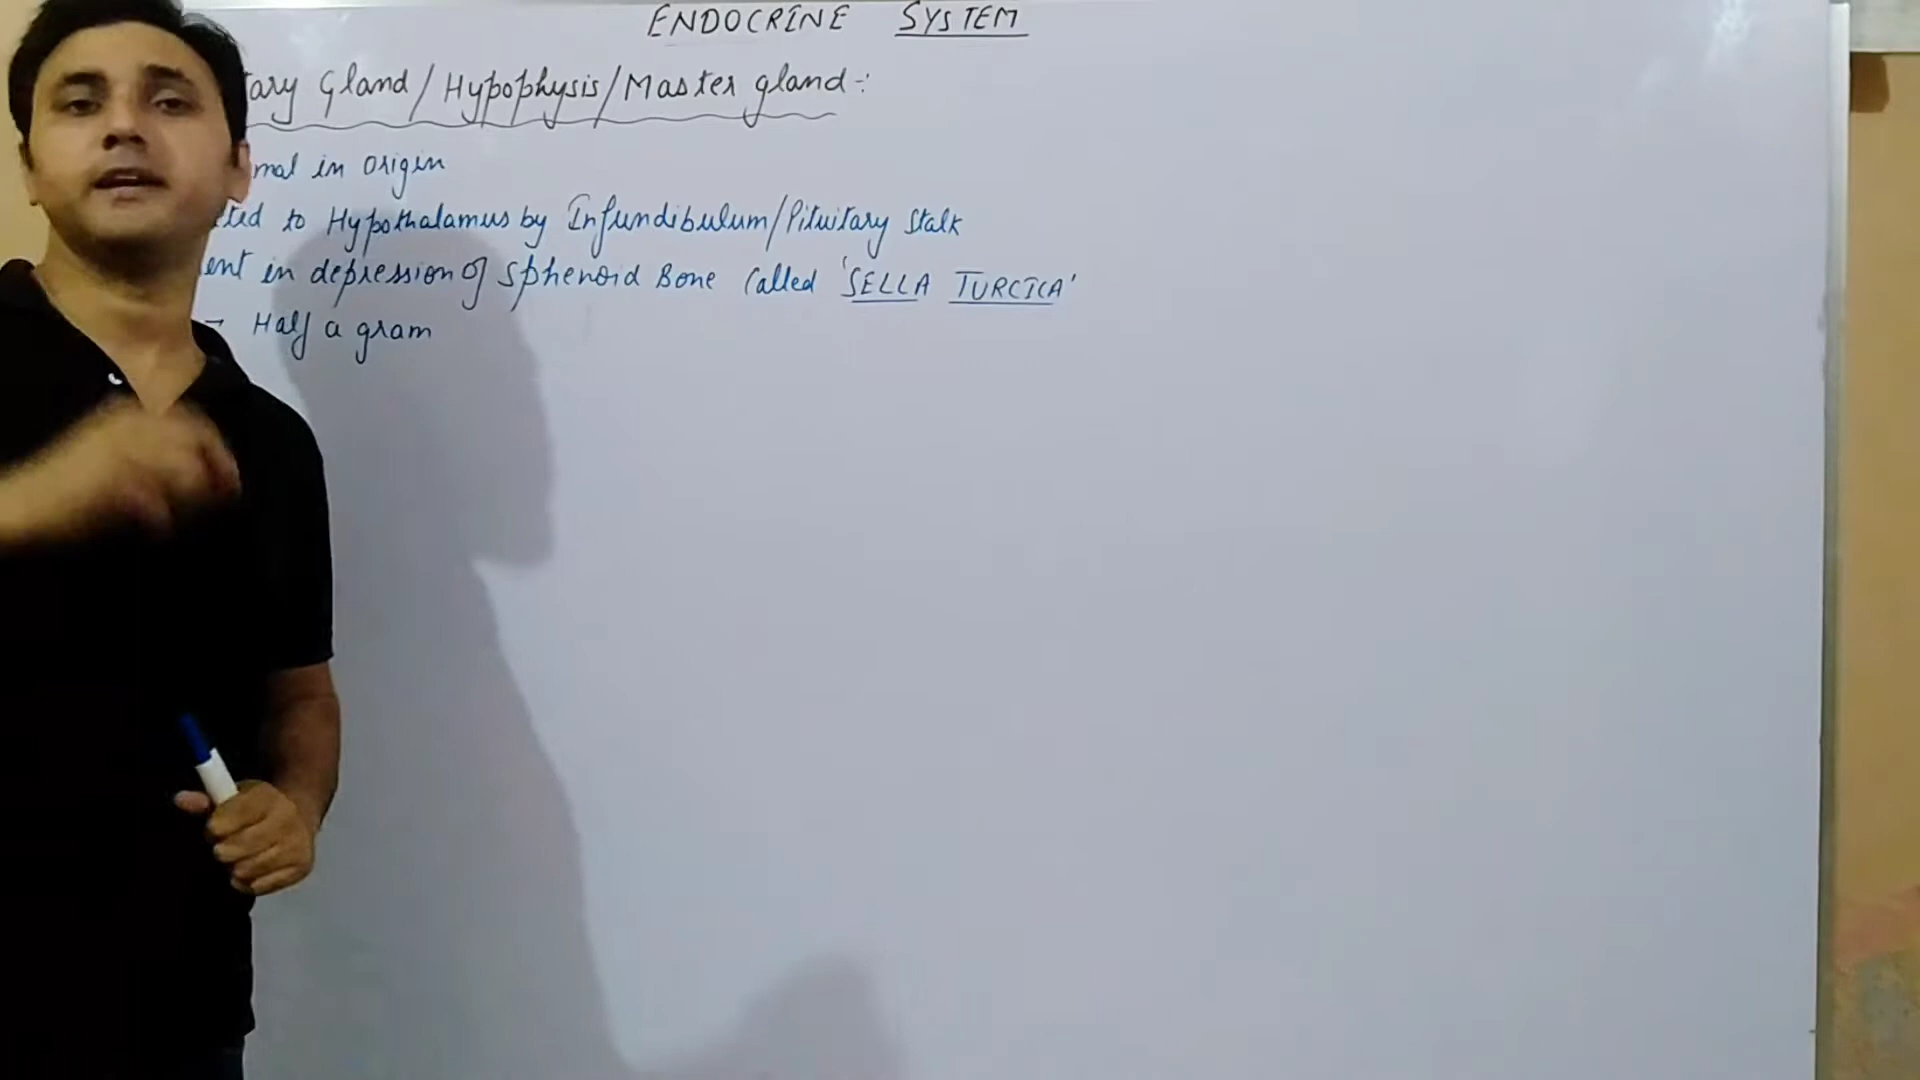 ENDOCRINE SYSTEM
tary Gland/Hypophysis/Master gland :
mal in origin
cted to Hypothalamus by Infundibulum/Pituitary Stalk
ent in depression of Sphenoid Bone Called 'SELLA TURCICA'
→ Half a gram